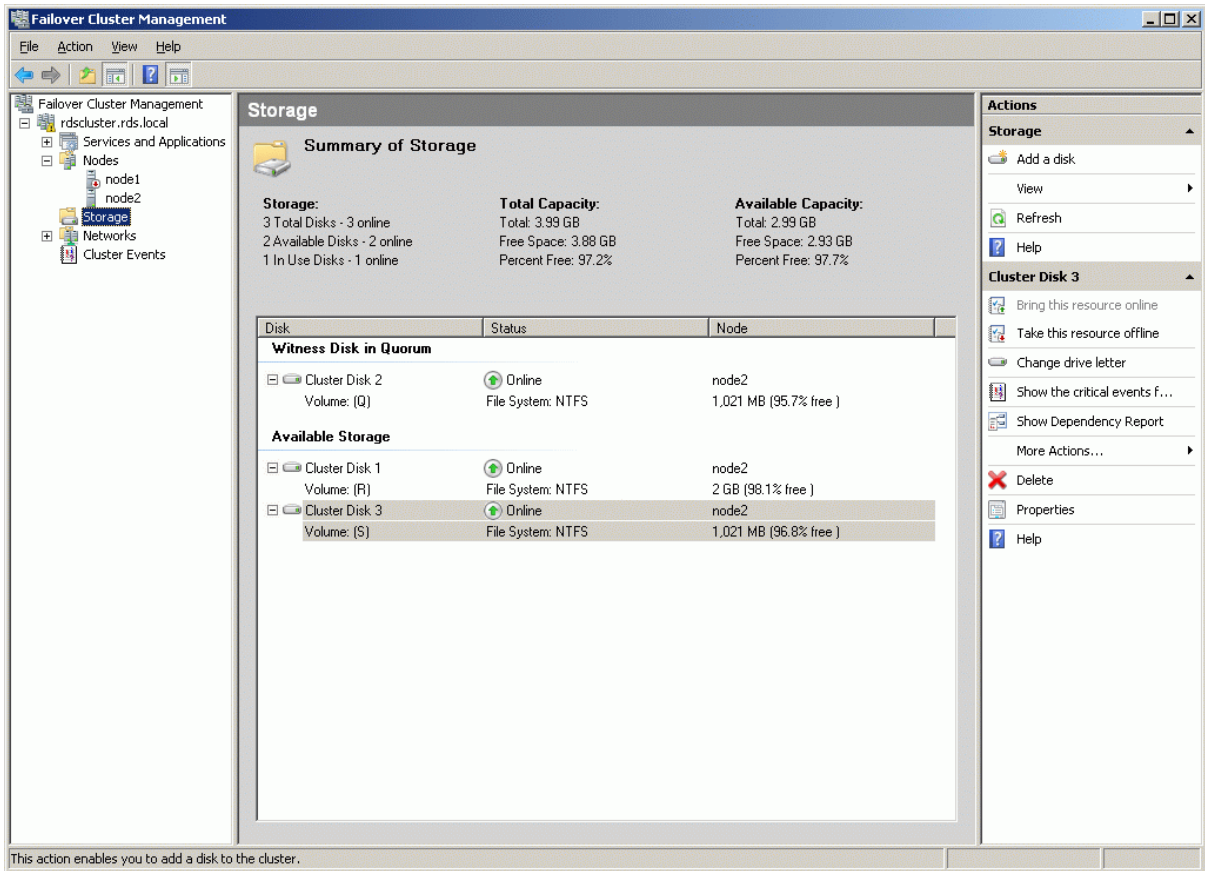 Failover Cluster Management
File Action View Help
Failover Cluster Management
rdscluster.rds.local
Services and Applications
Nodes
node1
node2
Storage
Networks
Cluster Events
Storage
Summary of Storage
Storage: Total Capacity: Available Capacity:
3 Total Disks - 3 online Total: 3.99 GB Total: 2.99 GB
2 Available Disks - 2 online Free Space: 3.88 GB Free Space: 2.93 GB
1 In Use Disks - 1 online Percent Free: 97.2% Percent Free: 97.7%
Disk Status Node
Witness Disk in Quorum
Cluster Disk 2 Online node2
Volume: (Q) File System: NTFS 1,021 MB (95.7% free )
Available Storage
Cluster Disk 1 Online node2
Volume: (R) File System: NTFS 2 GB (98.1% free )
Cluster Disk 3 Online node2
Volume: (S) File System: NTFS 1,021 MB (96.8% free )
Actions
Storage
Add a disk
View
Refresh
Help
Cluster Disk 3
Bring this resource online
Take this resource offline
Change drive letter
Show the critical events f...
Show Dependency Report
More Actions...
Delete
Properties
Help
This action enables you to add a disk to the cluster.